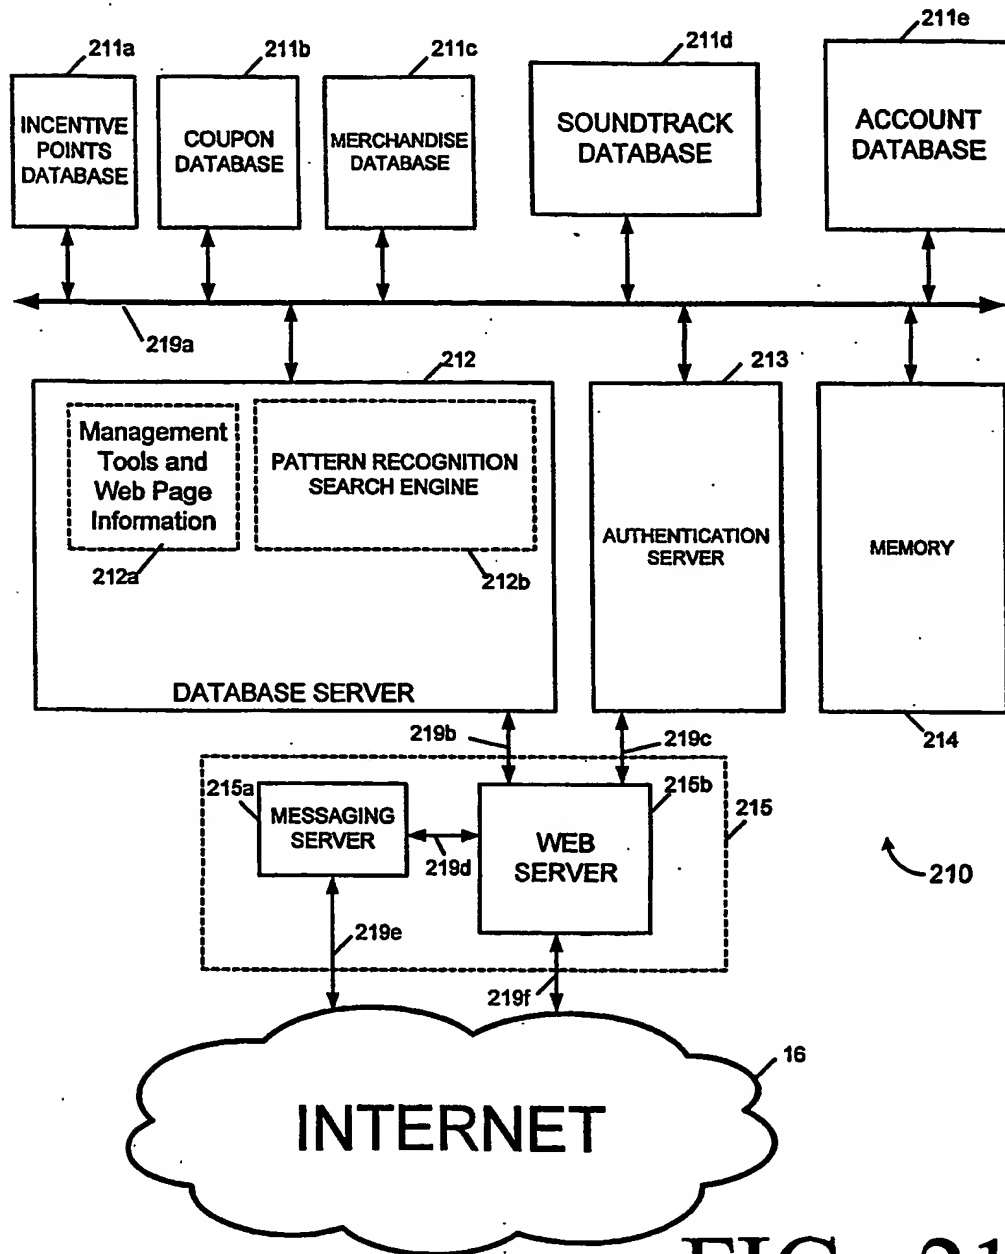 211a
211b
211c
211d
211e
INCENTIVE
POINTS
DATABASE
COUPON
DATABASE
MERCHANDISE
DATABASE
SOUNDTRACK
DATABASE
ACCOUNT
DATABASE
219a
212
213
Management
Tools and
Web Page
Information
PATTERN RECOGNITION
SEARCH ENGINE
212a
212b
AUTHENTICATION
SERVER
MEMORY
DATABASE SERVER
219b
219c
214
215a
MESSAGING
SERVER
219d
WEB
SERVER
215b
215
210
219e
219f
16
INTERNET
FIG. 21